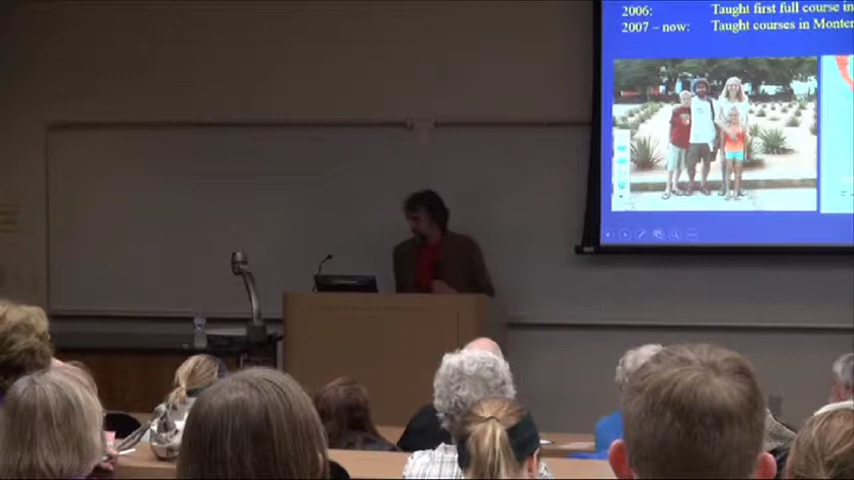 2006: Taught first full course in
2007 – now: Taught courses in Monter